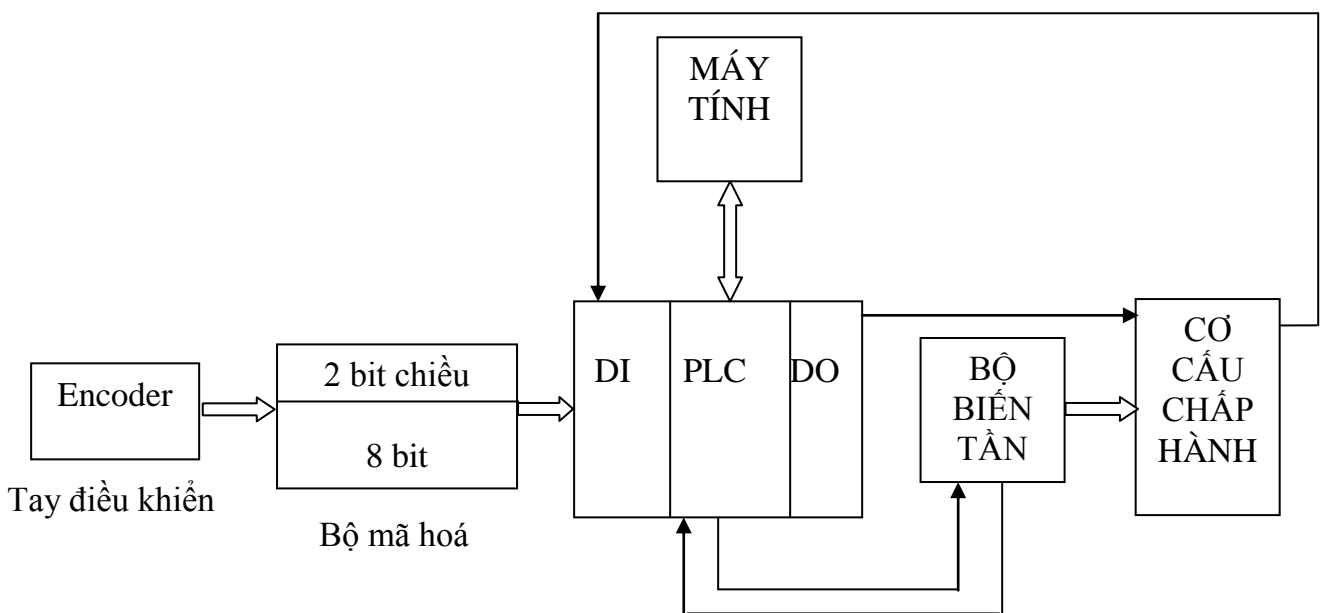 MÁY
TÍNH
Encoder
Tay điều khiển
2 bit chiều
8 bit
Bộ mã hoá
DI
PLC
DO
BỘ
BIẾN
TẦN
CƠ
CẤU
CHẤP
HÀNH